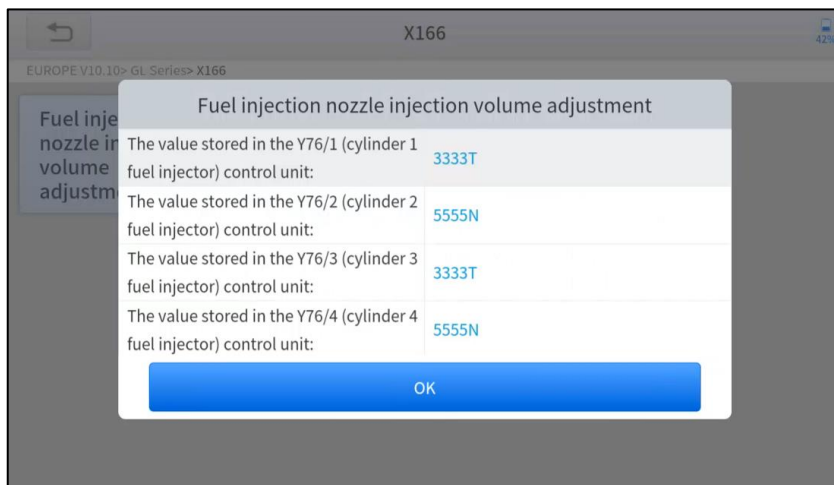 X166
42%
EUROPE V10.10> GL Series> X166
Fuel inje
nozzle in
volume
adjustm
Fuel injection nozzle injection volume adjustment
The value stored in the Y76/1 (cylinder 1
fuel injector) control unit:
3333T
The value stored in the Y76/2 (cylinder 2
fuel injector) control unit:
5555N
The value stored in the Y76/3 (cylinder 3
fuel injector) control unit:
3333T
The value stored in the Y76/4 (cylinder 4
fuel injector) control unit:
5555N
OK